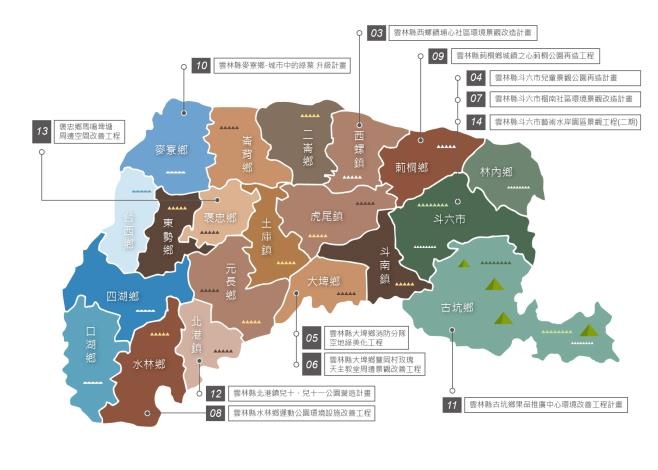 03 雲林縣西螺鎮埔心社區環境景觀改造計畫
09 雲林縣莿桐鄉城鎮之心莿桐公園再造工程
10 雲林縣麥寮鄉-城市中的綠葉 升級計畫
04 雲林縣斗六市兒童景觀公園再造計畫
07 雲林縣斗六市榴南社區環境景觀改造計畫
14 雲林縣斗六市藝術水岸園區景觀工程(二期)
13 褒忠鄉馬鳴埤塘
周邊空間改善工程
麥寮鄉
崙背鄉
二崙鄉
西螺鎮
莿桐鄉
林內鄉
台西鄉
東勢鄉
褒忠鄉
土庫鎮
虎尾鎮
斗六市
斗南鎮
四湖鄉
元長鄉
大埤鄉
古坑鄉
口湖鄉
水林鄉
北港鎮
05 雲林縣大埤鄉消防分隊
空地綠美化工程
06 雲林縣大埤鄉豐岡村玫瑰
天主教堂周邊景觀改善工程
12 雲林縣北港鎮兒十、兒十一公園營造計畫
08 雲林縣水林鄉運動公園環境設施改善工程
11 雲林縣古坑鄉果品推廣中心環境改善工程計畫